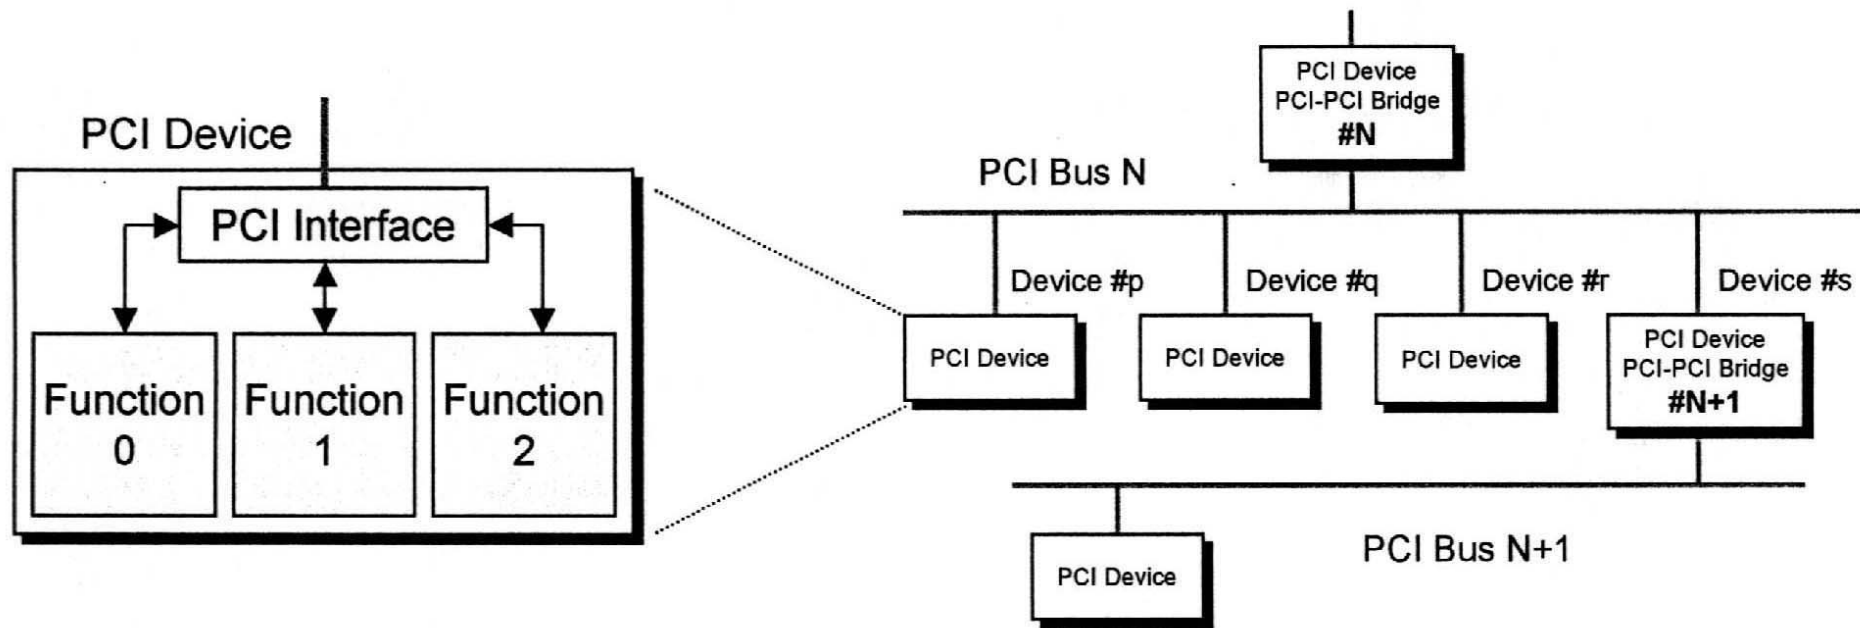 PCI Device
PCI Interface
Function
0
Function
1
Function
2
PCI Device
PCI-PCI Bridge
#N
PCI Bus N
Device #p
Device #q
Device #r
Device #s
PCI Device
PCI Device
PCI Device
PCI Device
PCI-PCI Bridge
#N+1
PCI Bus N+1
PCI Device